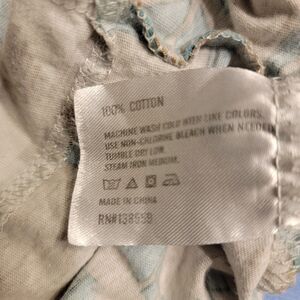 100% COTTON
MACHINE WASH COLD WITH LIKE COLORS.
USE NON-CHLORINE BLEACH WHEN NEEDED
TUMBLE DRY LOW.
STEAM IRON MEDIUM.
MADE IN CHINA